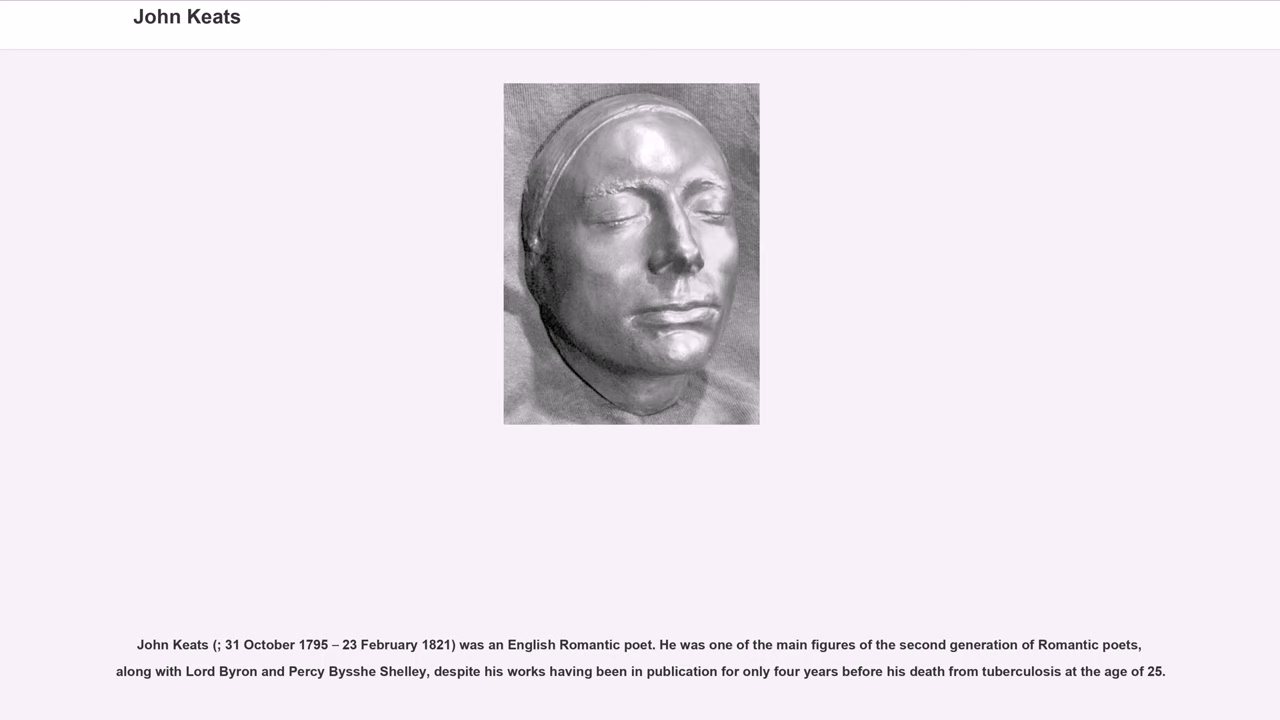 John Keats
John Keats (; 31 October 1795 – 23 February 1821) was an English Romantic poet. He was one of the main figures of the second generation of Romantic poets,
along with Lord Byron and Percy Bysshe Shelley, despite his works having been in publication for only four years before his death from tuberculosis at the age of 25.